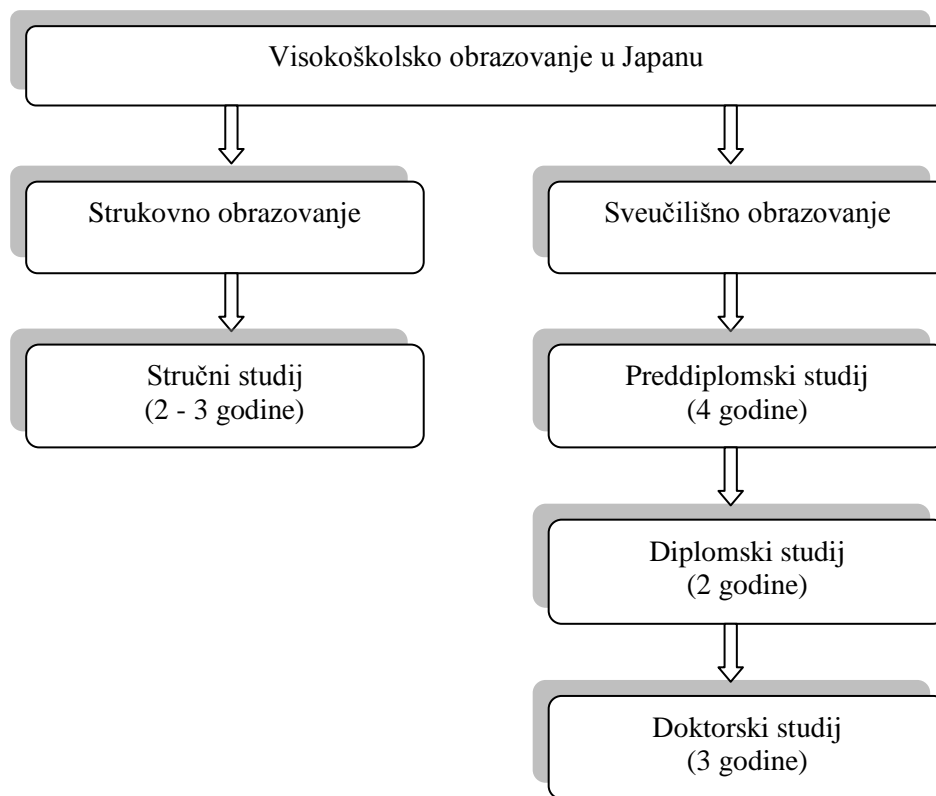 Visokoškolsko obrazovanje u Japanu
Strukovno obrazovanje
Sveučilišno obrazovanje
Stručni studij
(2 - 3 godine)
Preddiplomski studij
(4 godine)
Diplomski studij
(2 godine)
Doktorski studij
(3 godine)